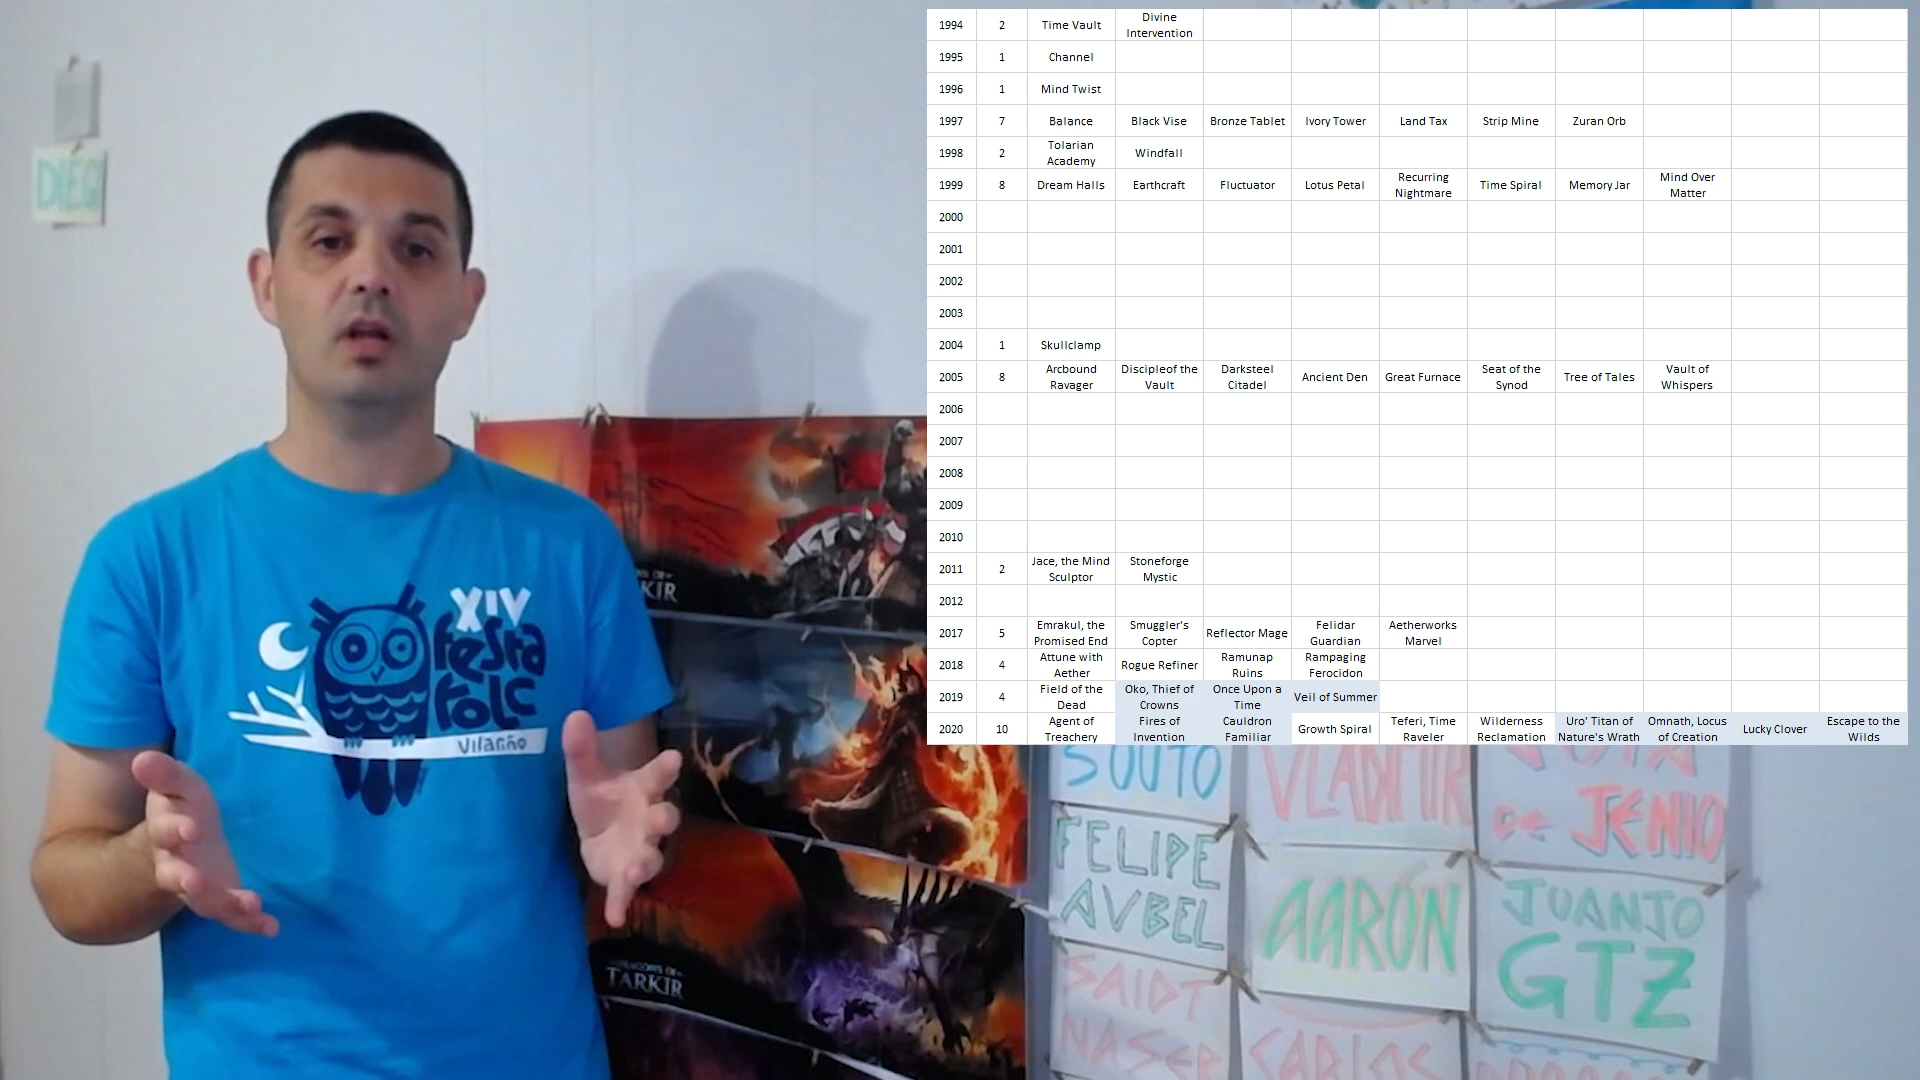 1994 2 Time Vault Divine Intervention
1995 1 Channel
1996 1 Mind Twist
1997 7 Balance Black Vise Bronze Tablet Ivory Tower Land Tax Strip Mine Zuran Orb
1998 2 Tolarian Academy Windfall
1999 8 Dream Halls Earthcraft Fluctuator Lotus Petal Recurring Nightmare Time Spiral Memory Jar Mind Over Matter
2000
2001
2002
2003
2004 1 Skullclamp
2005 8 Arcbound Ravager Discipleof the Vault Darksteel Citadel Ancient Den Great Furnace Seat of the Synod Tree of Tales Vault of Whispers
2006
2007
2008
2009
2010
2011 2 Jace, the Mind Sculptor Stoneforge Mystic
2012
2017 5 Emrakul, the Promised End Smuggler's Copter Reflector Mage Felidar Guardian Aetherworks Marvel
2018 4 Attune with Aether Rogue Refiner Ramunap Ruins Rampaging Ferocidon
2019 4 Field of the Dead Oko, Thief of Crowns Once Upon a Time Veil of Summer
2020 10 Agent of Treachery Fires of Invention Cauldron Familiar Growth Spiral Teferi, Time Raveler Wilderness Reclamation Uro' Titan of Nature's Wrath Omnath, Locus of Creation Lucky Clover Escape to the Wilds
DIEG
XIV
festa
folc
Vilariño
TARKIR
SOUTO
VLADIMIR
DE JENIO
FELIPE
AVBEL
AARÓN
JUANJO
GTZ
SAIDT
NASER
CARLOS